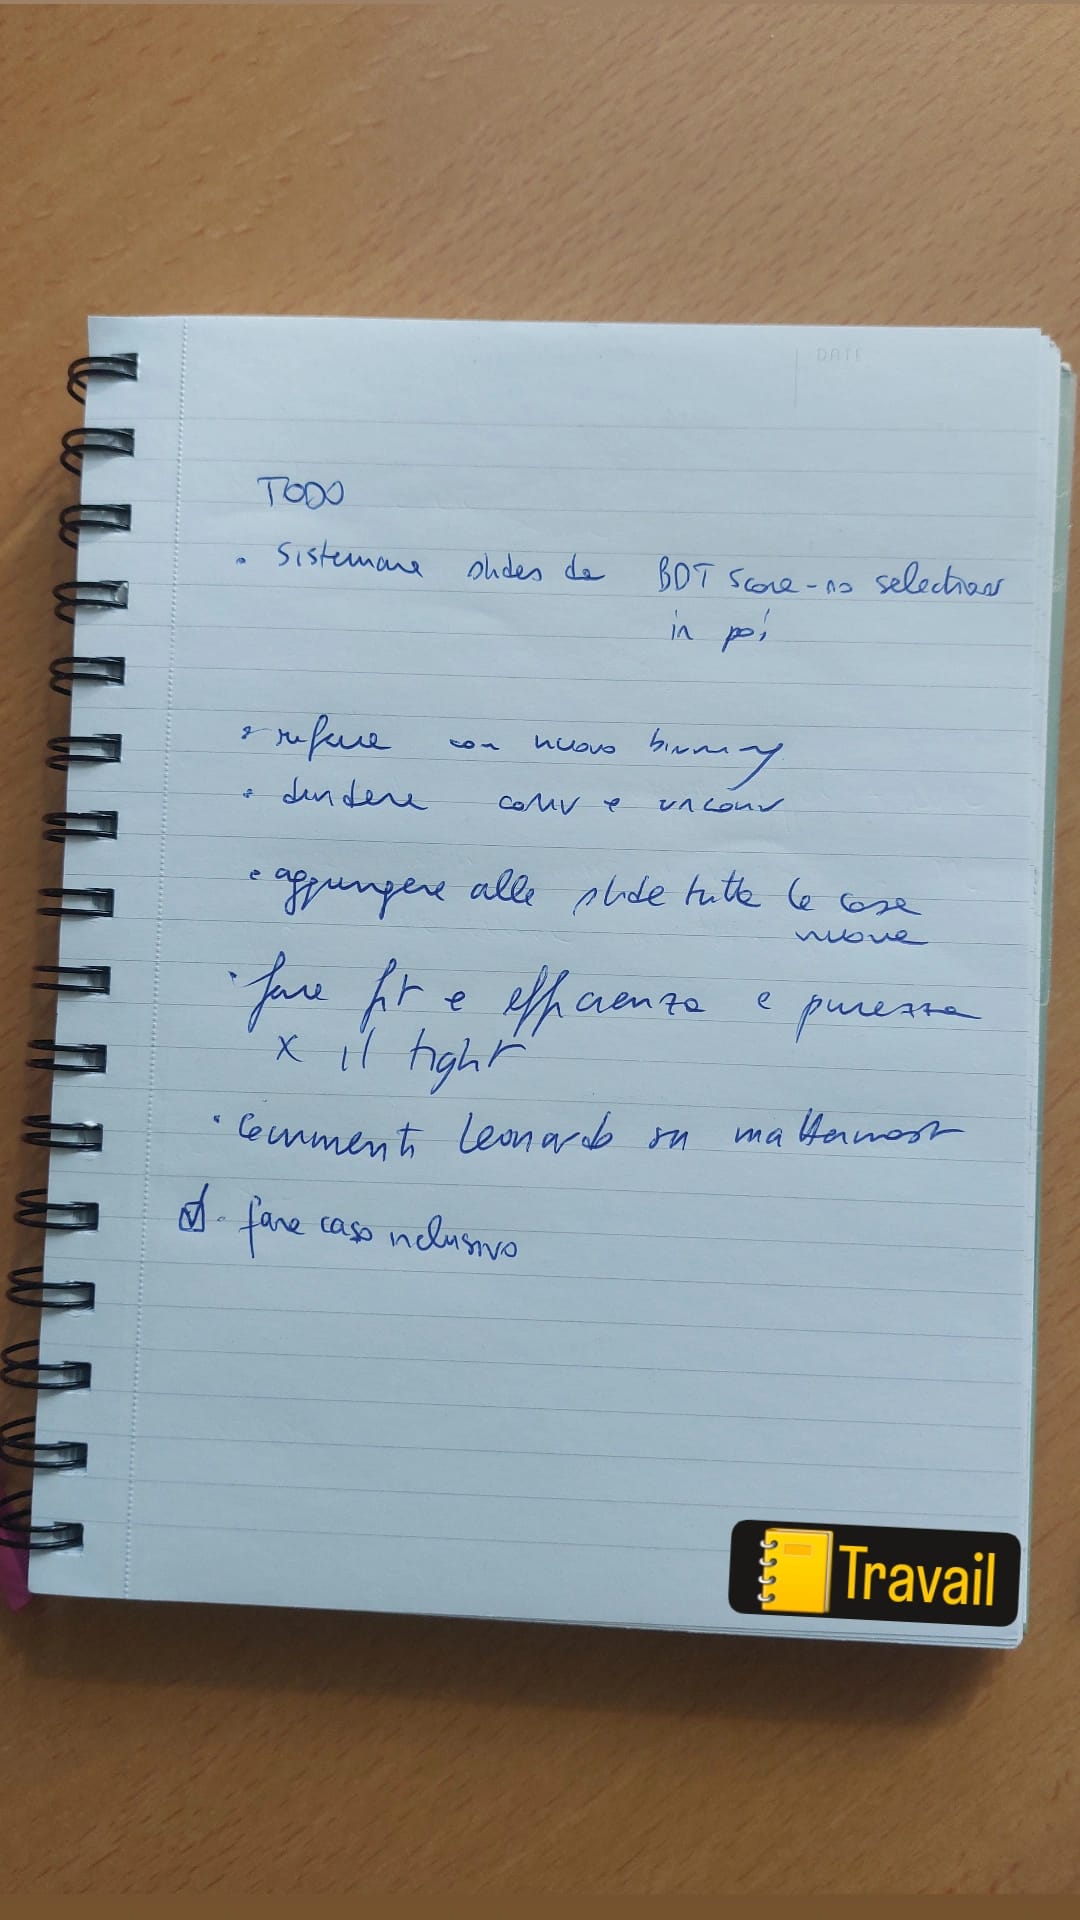 DATE
TODO
• Sistemare slides da BDT score-no selection
in poi
• rifare con nuovo binning
• dividere conv e unconv
• aggiungere alle slide tutte le cose
nuove
• fare fit e efficienza e purezza
x il tight
• Commenti Leonardo su mattermost
☑ • fare caso inclusivo
Travail